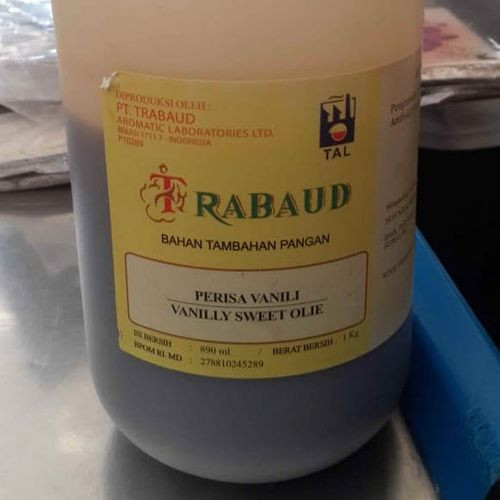 DIPRODUKSI OLEH :
PT. TRABAUD
AROMATIC LABORATORIES LTD.
BEKASI 17117 - INDONESIA
P10289
TAL
TRABAUD
BAHAN TAMBAHAN PANGAN
PERISA VANILI
VANILLY SWEET OLIE
ISI BERSIH : 890 ml / BERAT BERSIH : 1 Kg
BPOM RI. MD : 278810245289